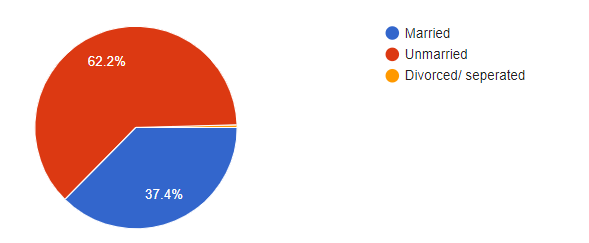 62.2%
37.4%
Married
Unmarried
Divorced/ seperated